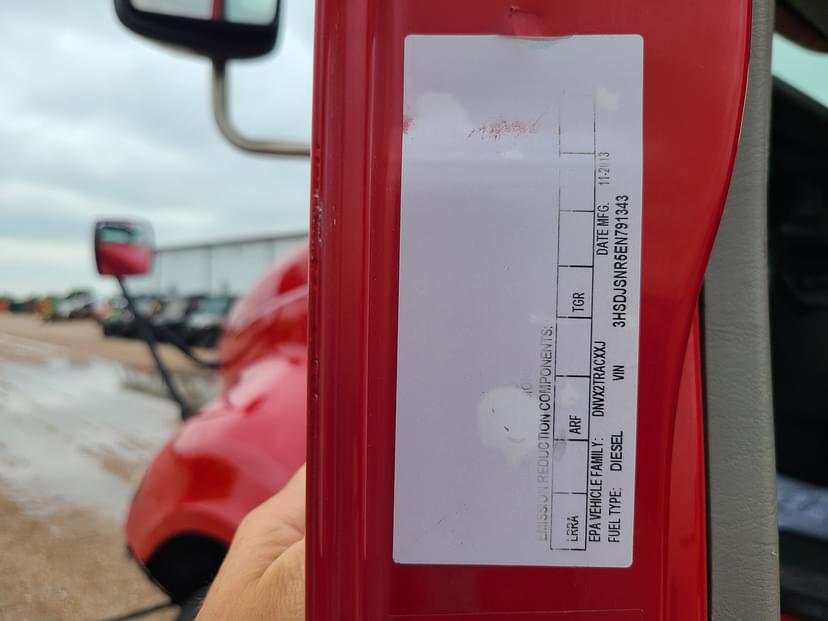 EMISSION REDUCTION COMPONENTS:
LRRA ARF TGR
EPA VEHICLE FAMILY: DNVX2TRACXXJ DATE MFG. 11-2013
FUEL TYPE: DIESEL VIN 3HSDJSNR5EN791343